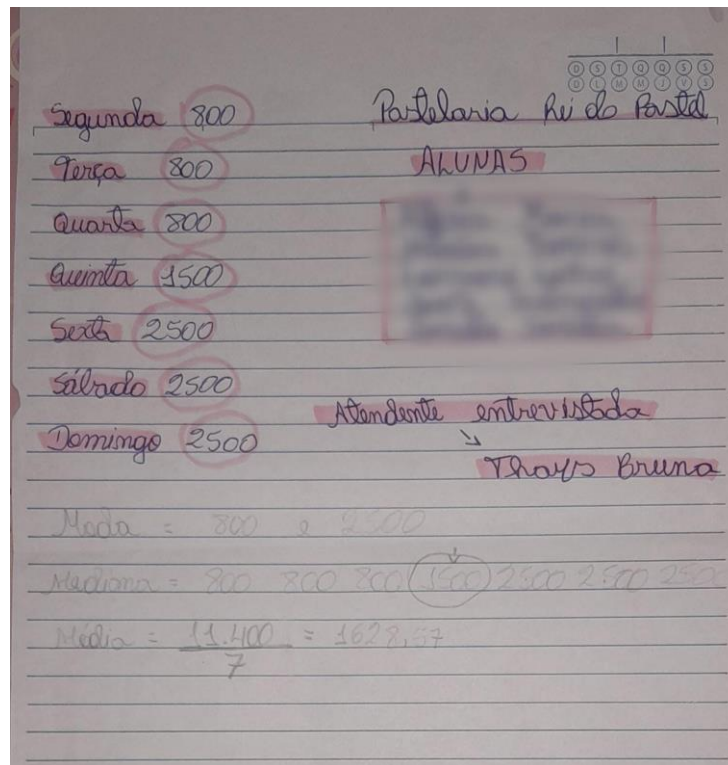 D S T Q Q S S
D L M M J V S
Segunda 800 Pastelaria Rei do Pastel
Terça 800 ALUNAS
Quarta 800
Quinta 1500
Sexta 2500
Sábado 2500
Atendente entrevistada
Domingo 2500
↘
Thays Bruna
Moda = 800 e 2500
Mediana = 800 800 800 1500 2500 2500 2500
Média = 11.400 = 1628,57
7